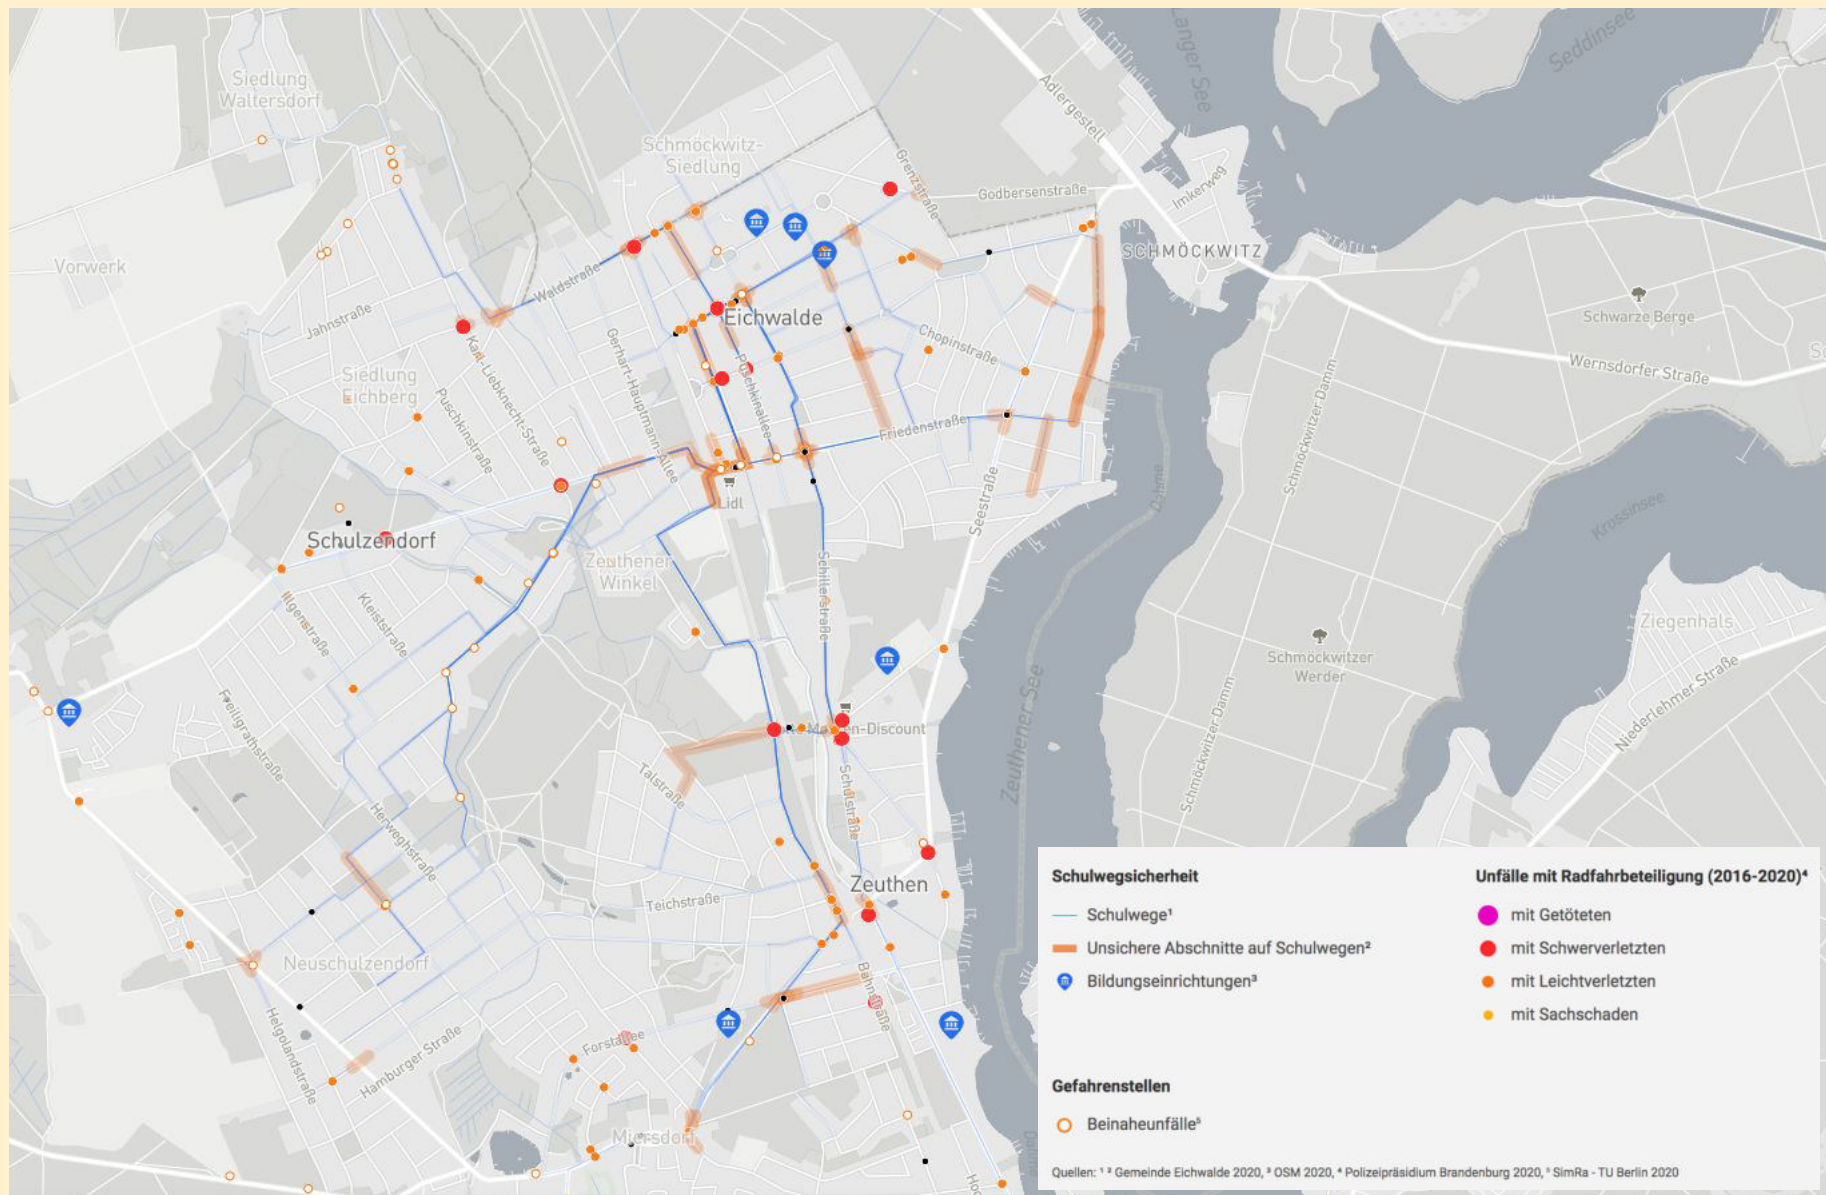 Siedlung
Waltersdorf
Langer See
Seddinsee
Adlergestell
Schmöckwitz-
Siedlung
Grenzstraße
Godbersenstraße
Imkerweg
Vorwerk
SCHMÖCKWITZ
Waldstraße
Jahnstraße
Eichwalde
Schwarze Berge
Chopinstraße
Wernsdorfer Straße
Siedlung
Eichberg
Karl-Liebknecht-Straße
Gerhart-Hauptmann-Allee
Puschkinallee
Puschkinstraße
Schmöckwitzer Damm
Friedenstraße
Seestraße
Dahme
Lidl
Krossinsee
Schulzendorf
Zeuthener
Winkel
Schillerstraße
Illgenstraße
Kleiststraße
Ziegenhals
Schmöckwitzer
Werder
Niederlehmer Straße
Zeuthener See
Freiligrathstraße
Schmöckwitzer Damm
en-Discount
Talstraße
Schulstraße
Herweghstraße
Zeuthen
Teichstraße
Neuschulzendorf
Bahnstraße
Helgolandstraße
Hamburger Straße
Forstallee
Miersdorf
Hoc
Schulwegsicherheit
Schulwege¹
Unsichere Abschnitte auf Schulwegen²
Bildungseinrichtungen³
Gefahrenstellen
Beinaheunfälle⁵
Unfälle mit Radfahrbeteiligung (2016-2020)⁴
mit Getöteten
mit Schwerverletzten
mit Leichtverletzten
mit Sachschaden
Quellen: ¹ ² Gemeinde Eichwalde 2020, ³ OSM 2020, ⁴ Polizeipräsidium Brandenburg 2020, ⁵ SimRa - TU Berlin 2020